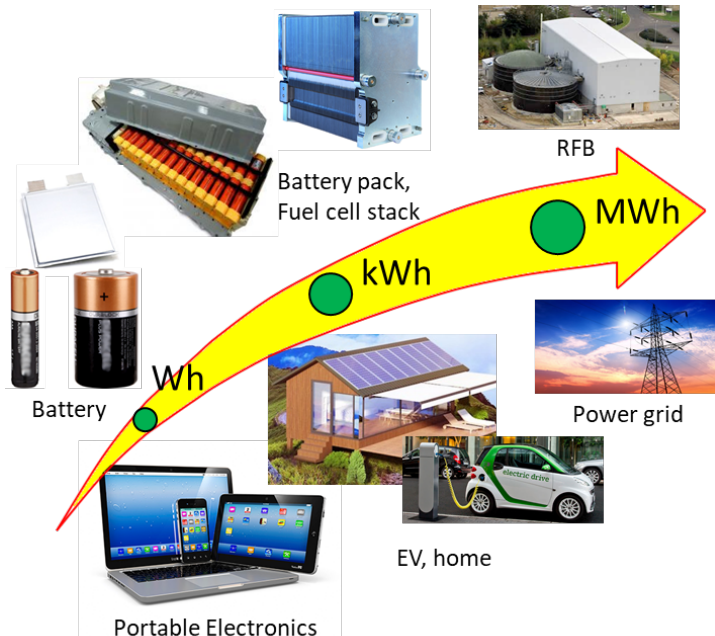 RFB
Battery pack,
Fuel cell stack
MWh
kWh
Wh
+
Battery
Power grid
electric drive
EV, home
Portable Electronics